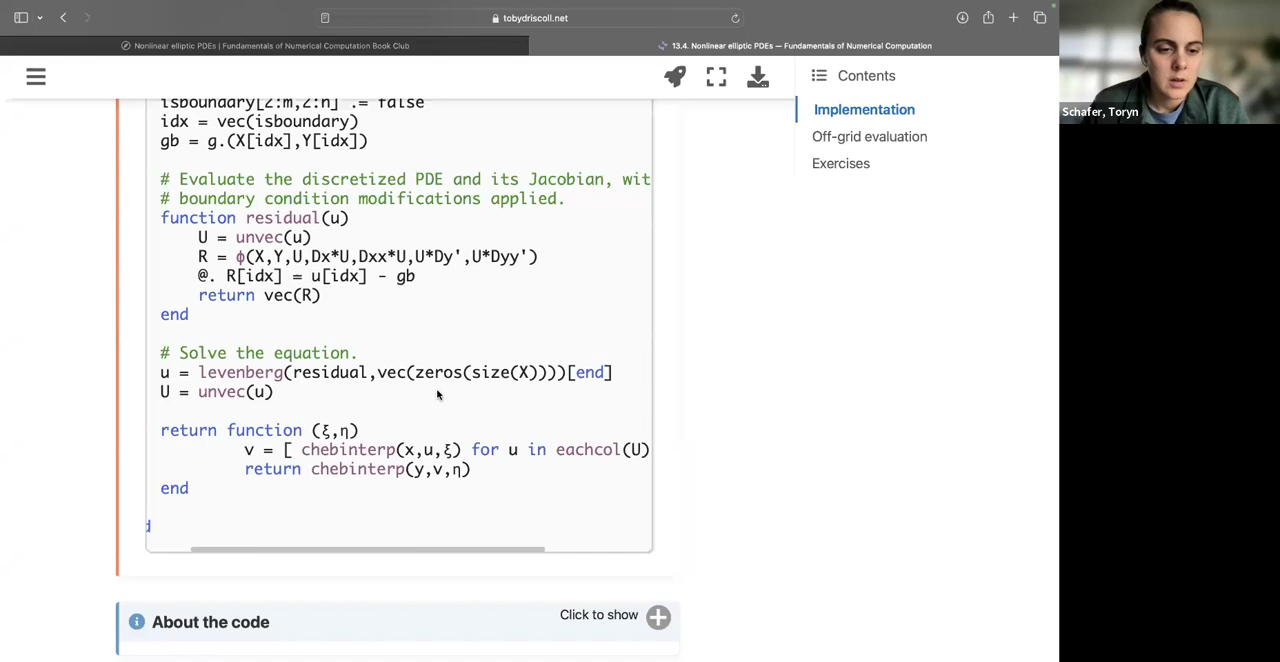 tobydriscoll.net
Nonlinear elliptic PDEs | Fundamentals of Numerical Computation Book Club
13.4. Nonlinear elliptic PDEs — Fundamentals of Numerical Computation
Contents
Implementation
Off-grid evaluation
Exercises
Schafer, Toryn
isboundary[2:m,2:n] .= false
idx = vec(isboundary)
gb = g.(X[idx],Y[idx])
# Evaluate the discretized PDE and its Jacobian, wit
# boundary condition modifications applied.
function residual(u)
U = unvec(u)
R = ϕ(X,Y,U,Dx*U,Dxx*U,U*Dy',U*Dyy')
@. R[idx] = u[idx] - gb
return vec(R)
end
# Solve the equation.
u = levenberg(residual,vec(zeros(size(X))))[end]
U = unvec(u)
return function (ξ,η)
v = [ chebinterp(x,u,ξ) for u in eachcol(U)
return chebinterp(y,v,η)
end
d
About the code
Click to show